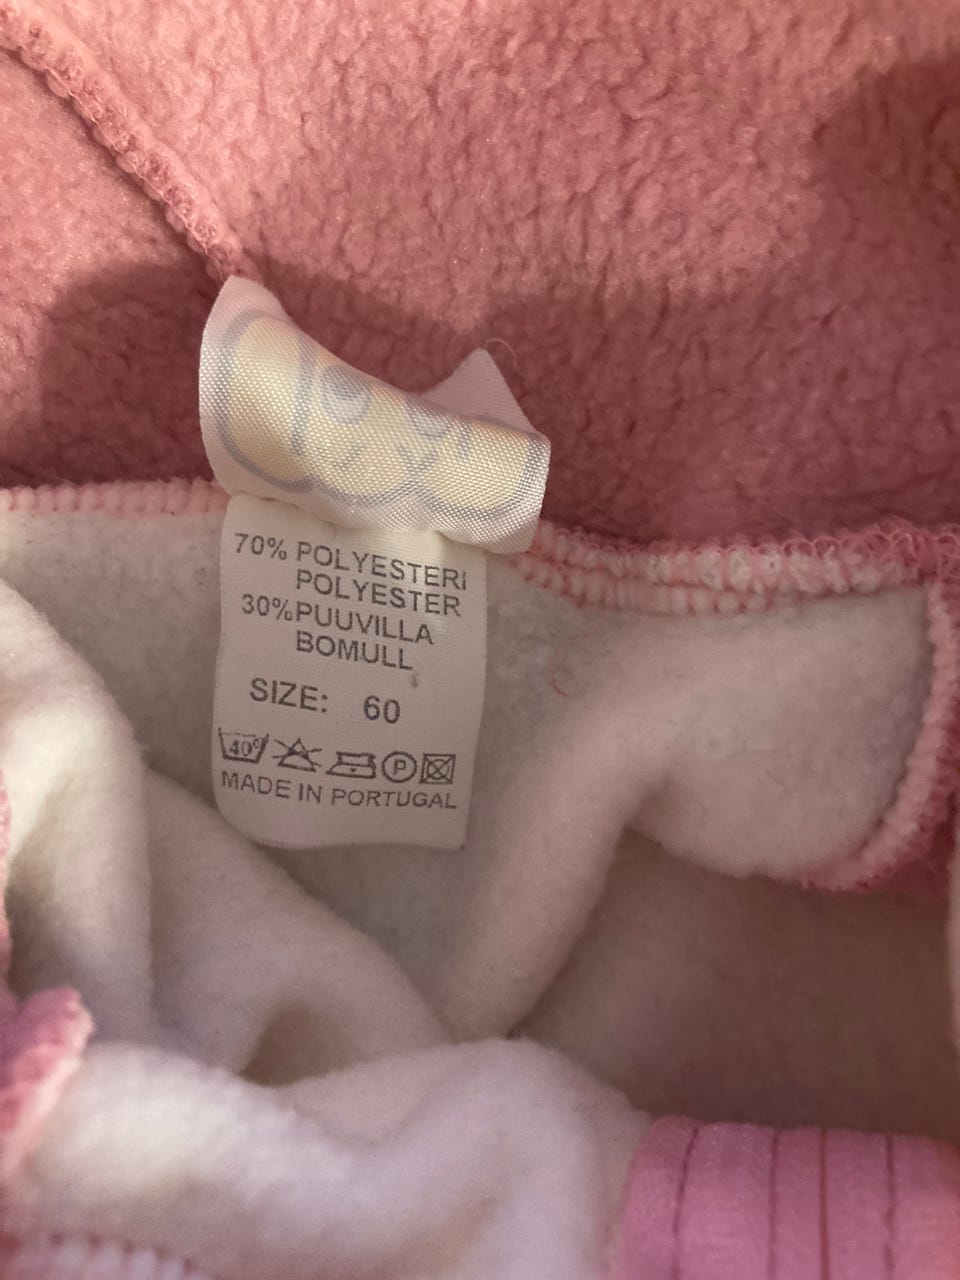 70% POLYESTERI
POLYESTER
30%PUUVILLA
BOMULL
SIZE: 60
40° P
MADE IN PORTUGAL